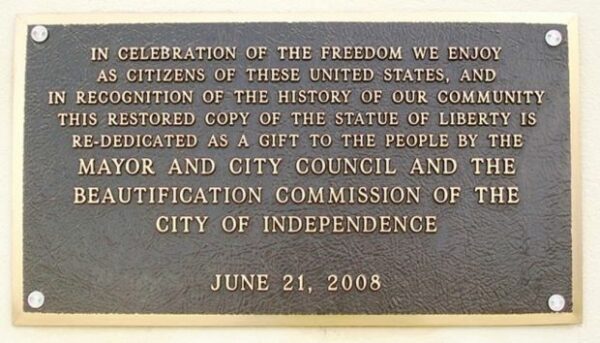 IN CELEBRATION OF THE FREEDOM WE ENJOY
AS CITIZENS OF THESE UNITED STATES, AND
IN RECOGNITION OF THE HISTORY OF OUR COMMUNITY
THIS RESTORED COPY OF THE STATUE OF LIBERTY IS
RE-DEDICATED AS A GIFT TO THE PEOPLE BY THE
MAYOR AND CITY COUNCIL AND THE
BEAUTIFICATION COMMISSION OF THE
CITY OF INDEPENDENCE
JUNE 21, 2008